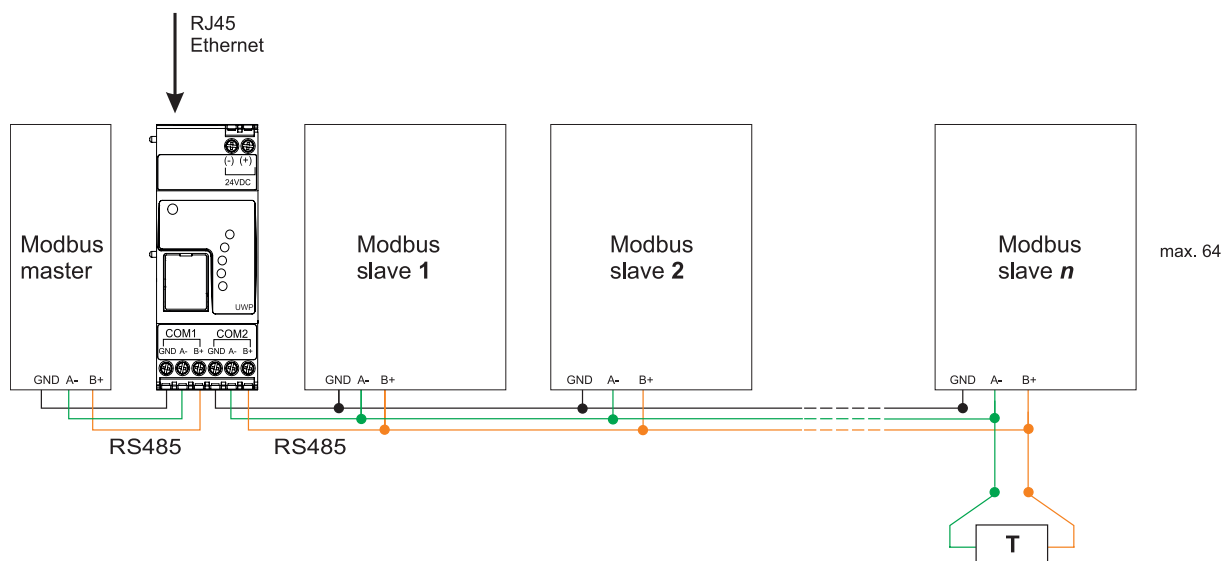 RJ45
Ethernet
(-) (+)
24VDC
Modbus
master
Modbus
slave 1
Modbus
slave 2
Modbus
slave n
max. 64
UWP
COM1 COM2
GND A- B+ GND A- B+
GND A- B+
GND A- B+
GND A- B+
GND A- B+
RS485
RS485
T